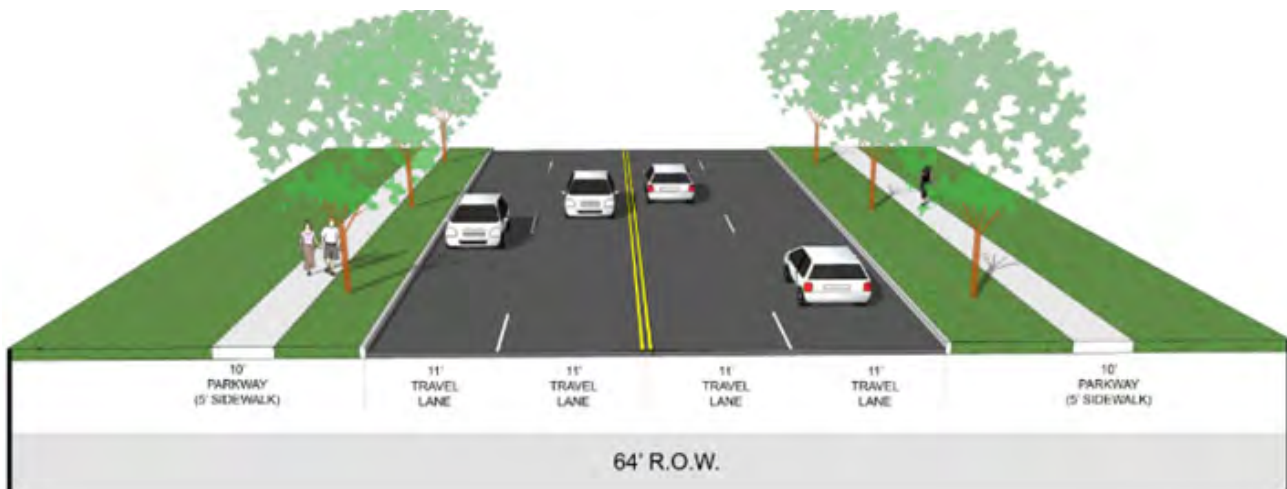 10'
PARKWAY
(5' SIDEWALK)
11'
TRAVEL
LANE
11'
TRAVEL
LANE
11'
TRAVEL
LANE
11'
TRAVEL
LANE
10'
PARKWAY
(5' SIDEWALK)
64' R.O.W.